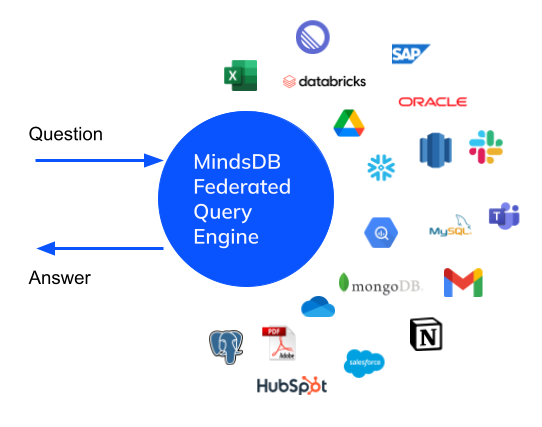 SAP
X
databricks
ORACLE
Question
MindsDB
Federated
Query
Engine
T
MySQL
Answer
mongoDB
PDF
Adobe
N
salesforce
HubSpot